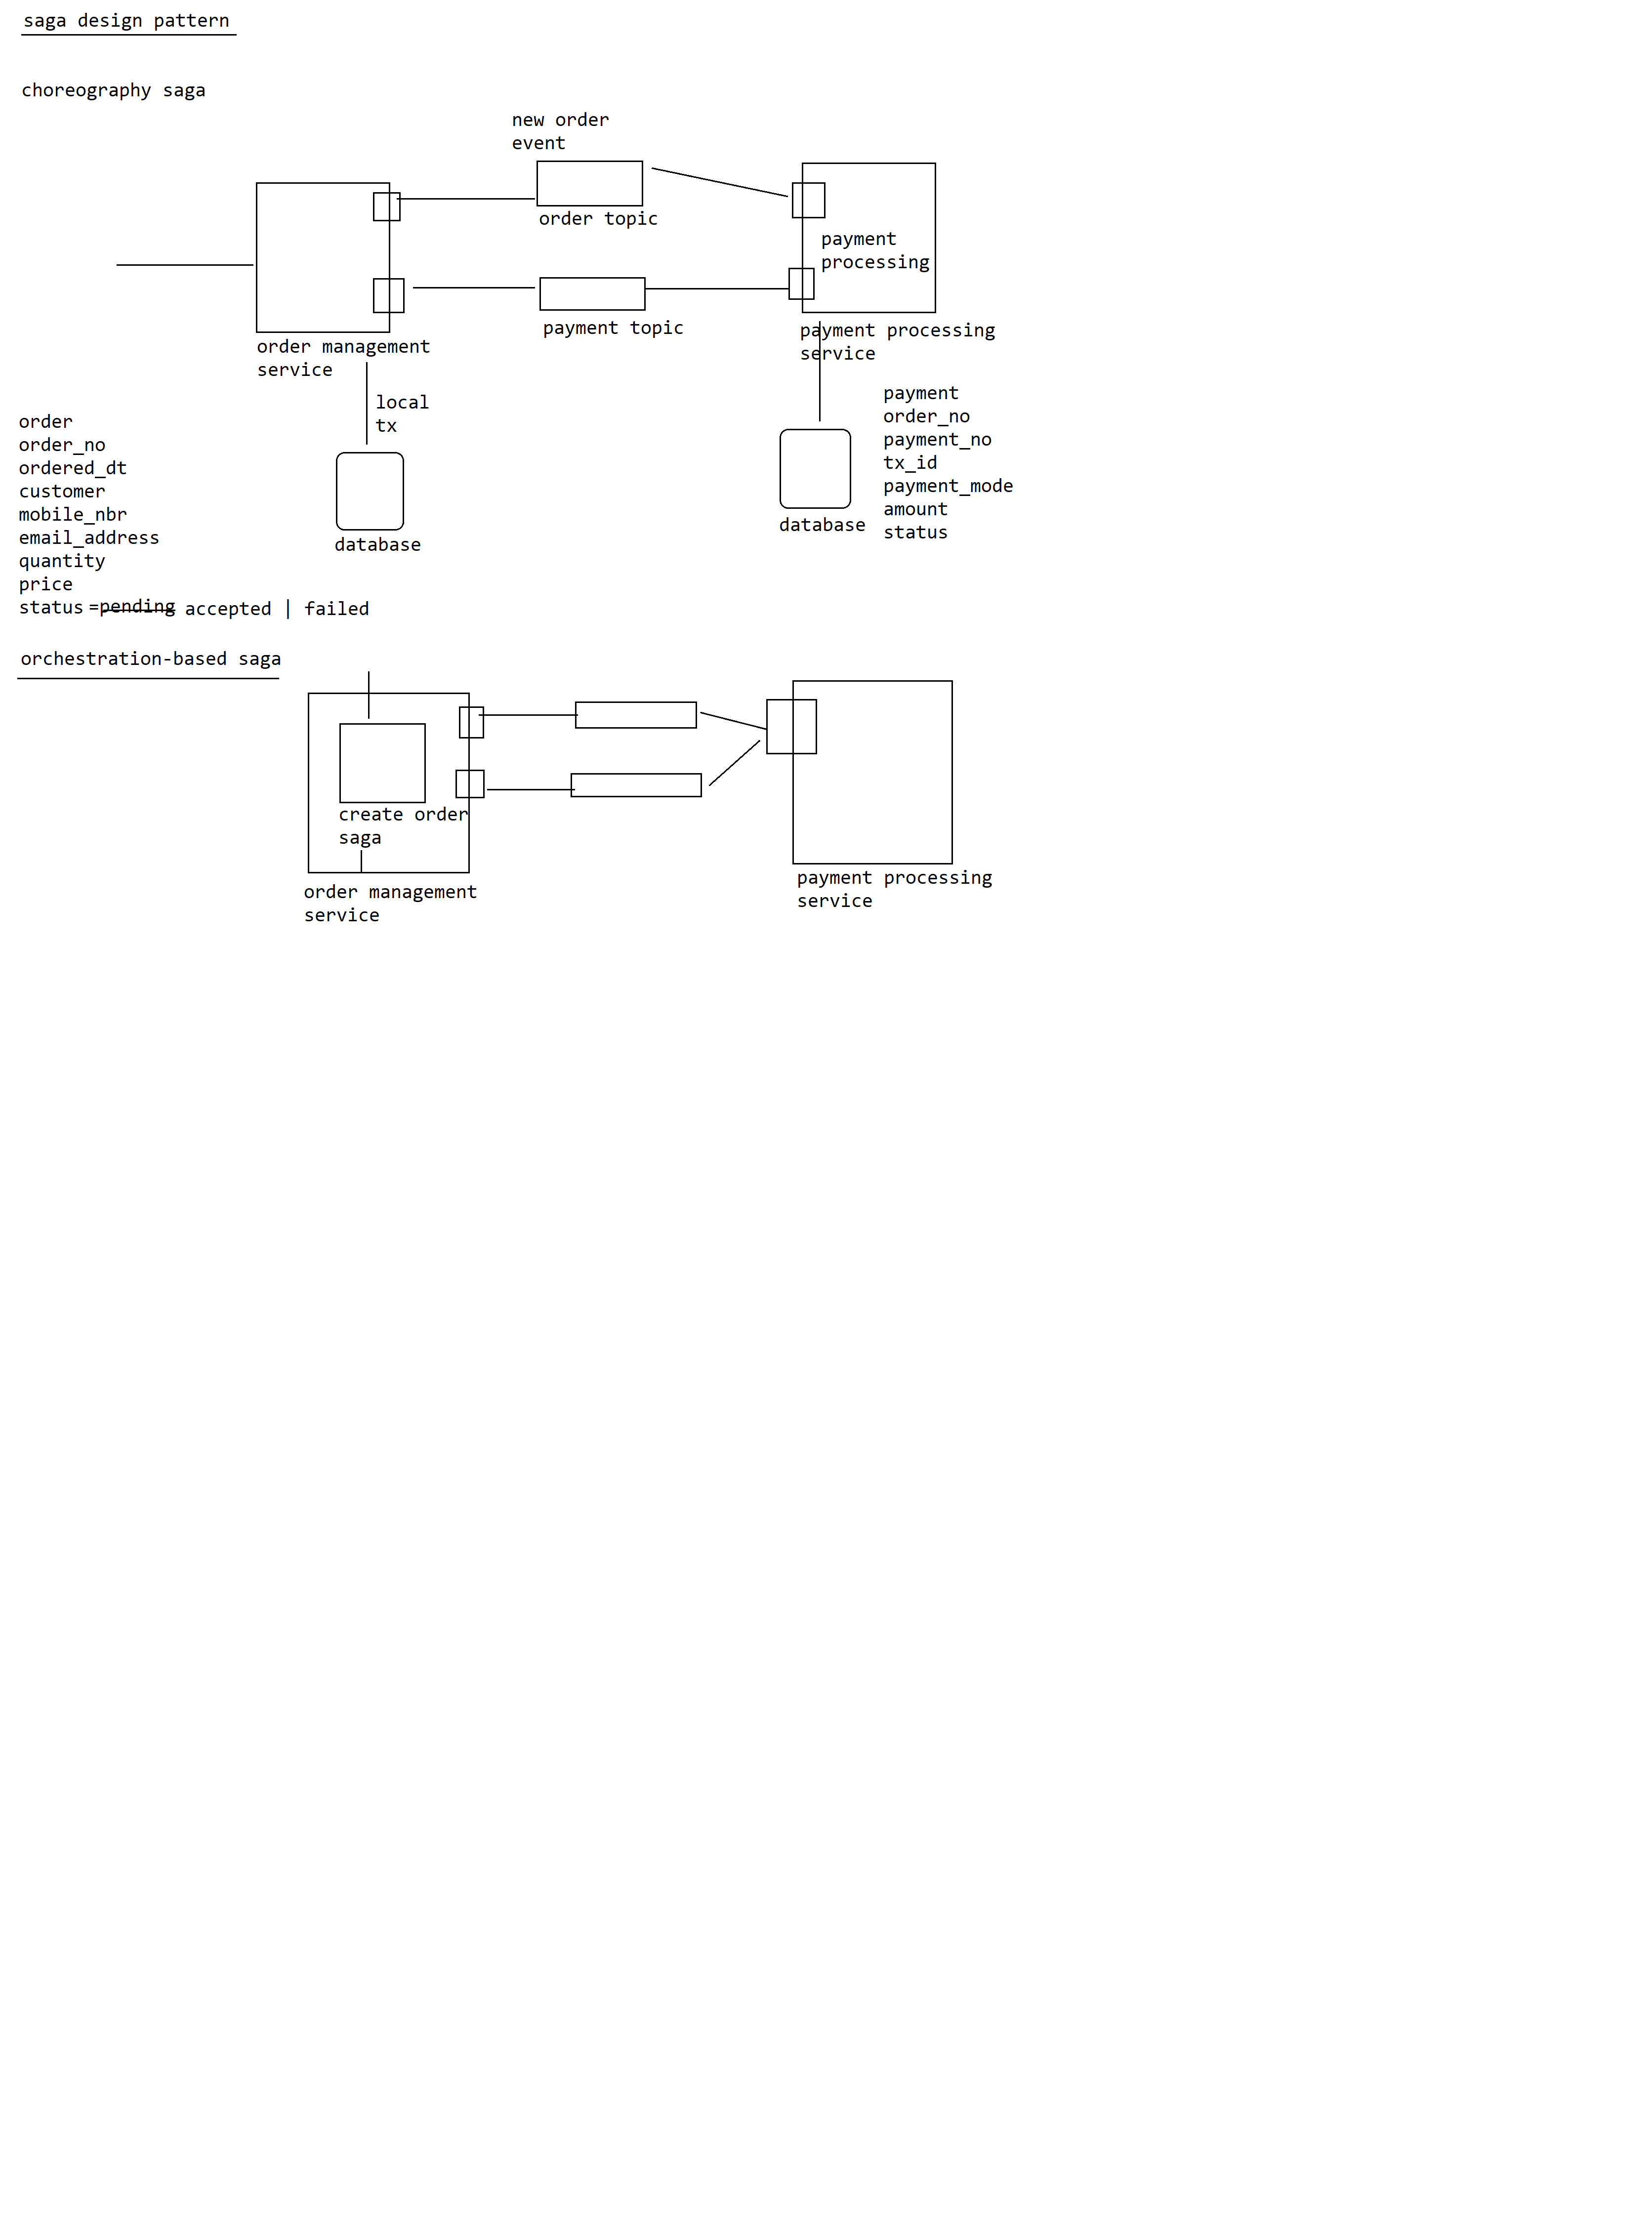 saga design pattern
choreography saga
new order
event
order topic
payment
processing
payment topic
order management
service
payment processing
service
local
tx
order
order_no
ordered_dt
customer
mobile_nbr
email_address
quantity
price
status =pending accepted | failed
database
database
payment
order_no
payment_no
tx_id
payment_mode
amount
status
orchestration-based saga
create order
saga
order management
service
payment processing
service